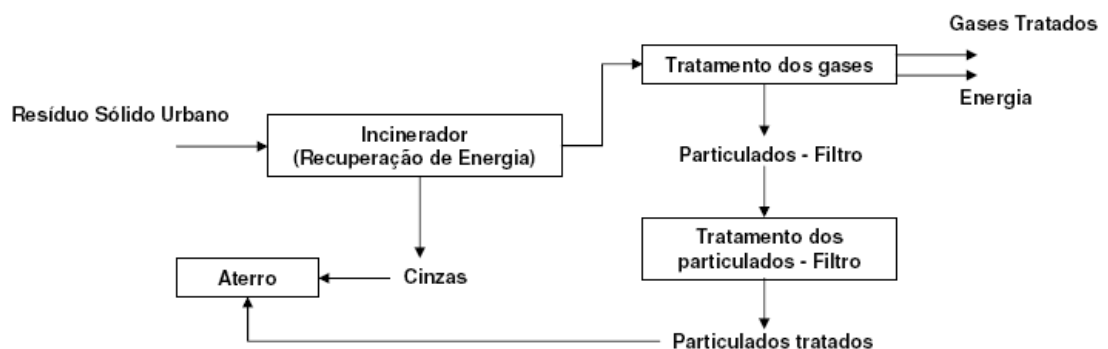 Gases Tratados
Tratamento dos gases
Energia
Resíduo Sólido Urbano
Incinerador
(Recuperação de Energia)
Particulados - Filtro
Tratamento dos
particulados - Filtro
Aterro
Cinzas
Particulados tratados